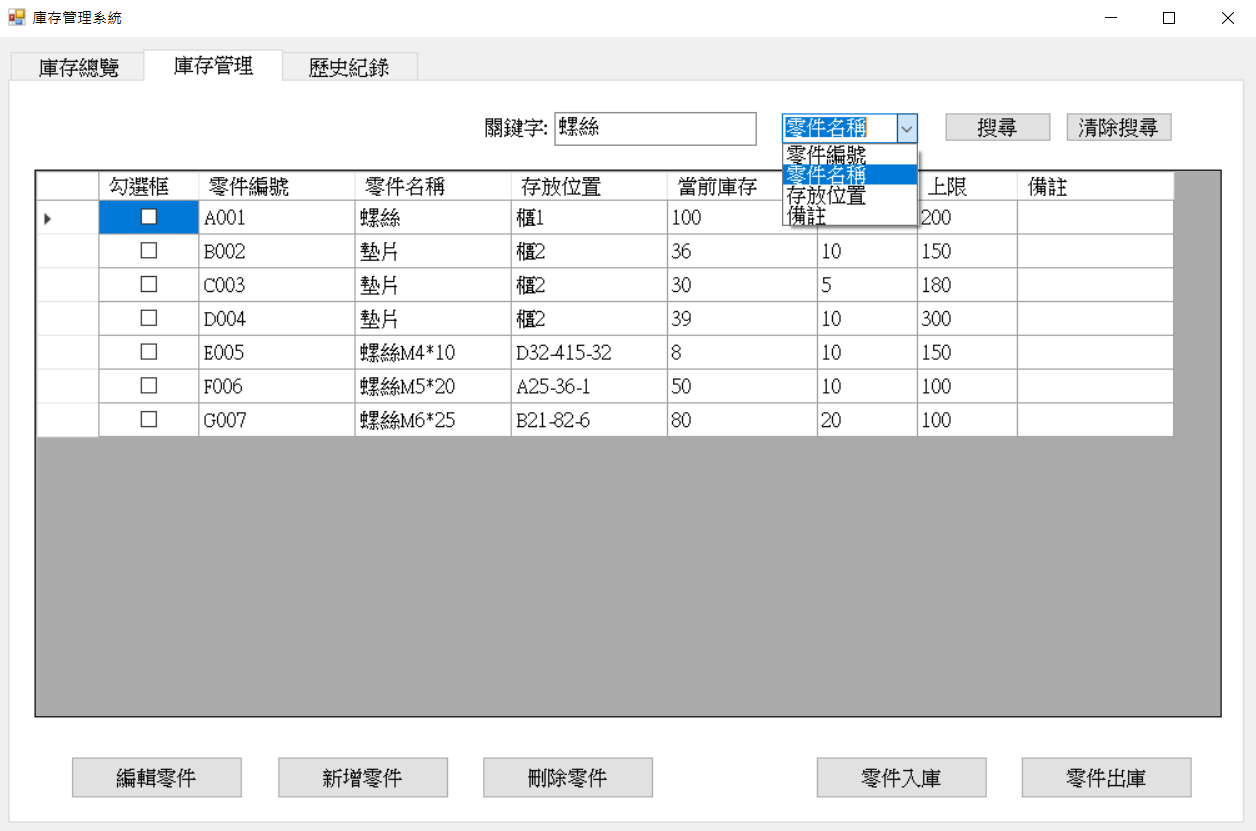 庫存管理系統
庫存總覽 庫存管理 歷史紀錄
關鍵字: 螺絲 零件名稱 搜尋 清除搜尋
零件編號
零件名稱
存放位置
備註
勾選框 零件編號 零件名稱 存放位置 當前庫存 上限 備註
A001 螺絲 櫃1 100 200
B002 墊片 櫃2 36 10 150
C003 墊片 櫃2 30 5 180
D004 墊片 櫃2 39 10 300
E005 螺絲M4*10 D32-415-32 8 10 150
F006 螺絲M5*20 A25-36-1 50 10 100
G007 螺絲M6*25 B21-82-6 80 20 100
編輯零件 新增零件 刪除零件 零件入庫 零件出庫